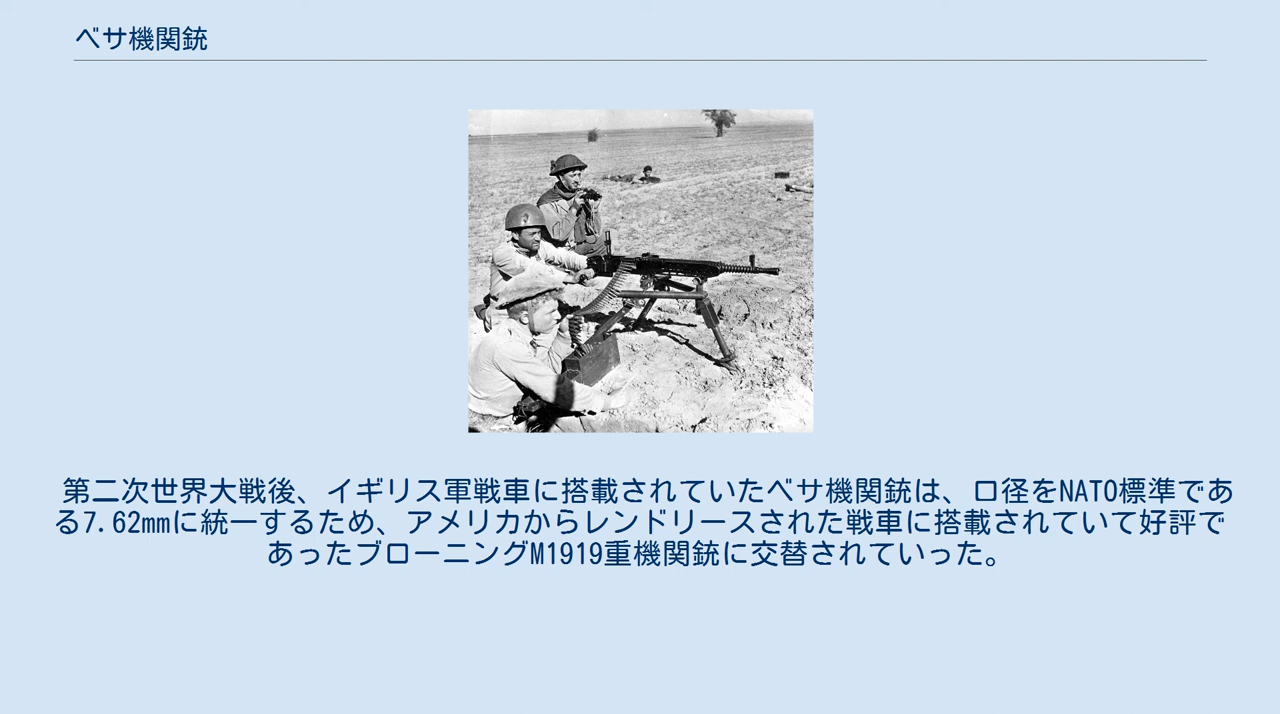 ベサ機関銃
第二次世界大戦後、イギリス軍戦車に搭載されていたベサ機関銃は、口径をNATO標準であ
る7.62mmに統一するため、アメリカからレンドリースされた戦車に搭載されていて好評で
あったブローニングM1919重機関銃に交替されていった。